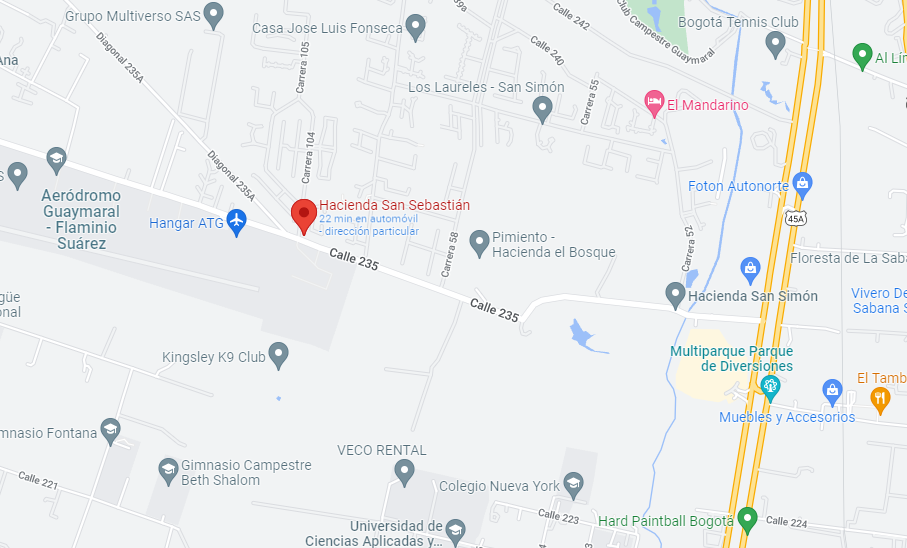 Grupo Multiverso SAS
Casa Jose Luis Fonseca
Calle 242
Club Campestre Guaymaral
Bogotá Tennis Club
39a
Calle 240
Al Lín
Ana
Diagonal 235A
Carrera 105
Los Laureles - San Simón
Carrera 55
El Mandarino
Carrera 104
Diagonal 235A
S
Aeródromo
Guaymaral
- Flaminio
Suárez
Hangar ATG
Hacienda San Sebastián
22 min en automóvil
- dirección particular
Foton Autonorte
45A
Calle 235
Carrera 58
Pimiento -
Hacienda el Bosque
Carrera 52
Floresta de La Saba
güe
onal
Calle 235
Hacienda San Simón
Vivero De
Sabana S
Kingsley K9 Club
Multiparque Parque
de Diversiones
El Tamb
Muebles y Accesorios
mnasio Fontana
VECO RENTAL
Gimnasio Campestre
Beth Shalom
Calle 221
Colegio Nueva York
Calle 223
Hard Paintball Bogotá
Calle 224
Universidad de
Ciencias Aplicadas y...